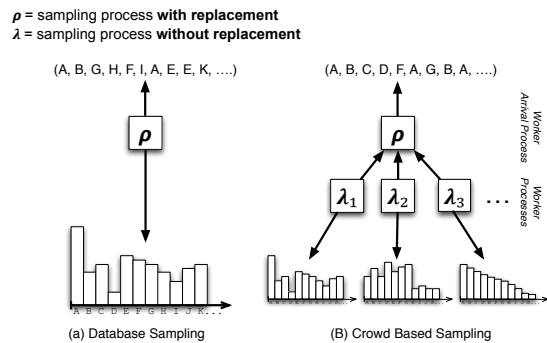 ρ = sampling process with replacement
λ = sampling process without replacement
(A, B, G, H, F, I, A, E, E, K, ....)
ρ
A B C D E F G H I J K...
(a) Database Sampling
(A, B, C, D, F, A, G, B, A, ....)
ρ
Worker
Arrival Process
λ1 λ2 λ3 ...
Worker
Processes
(B) Crowd Based Sampling